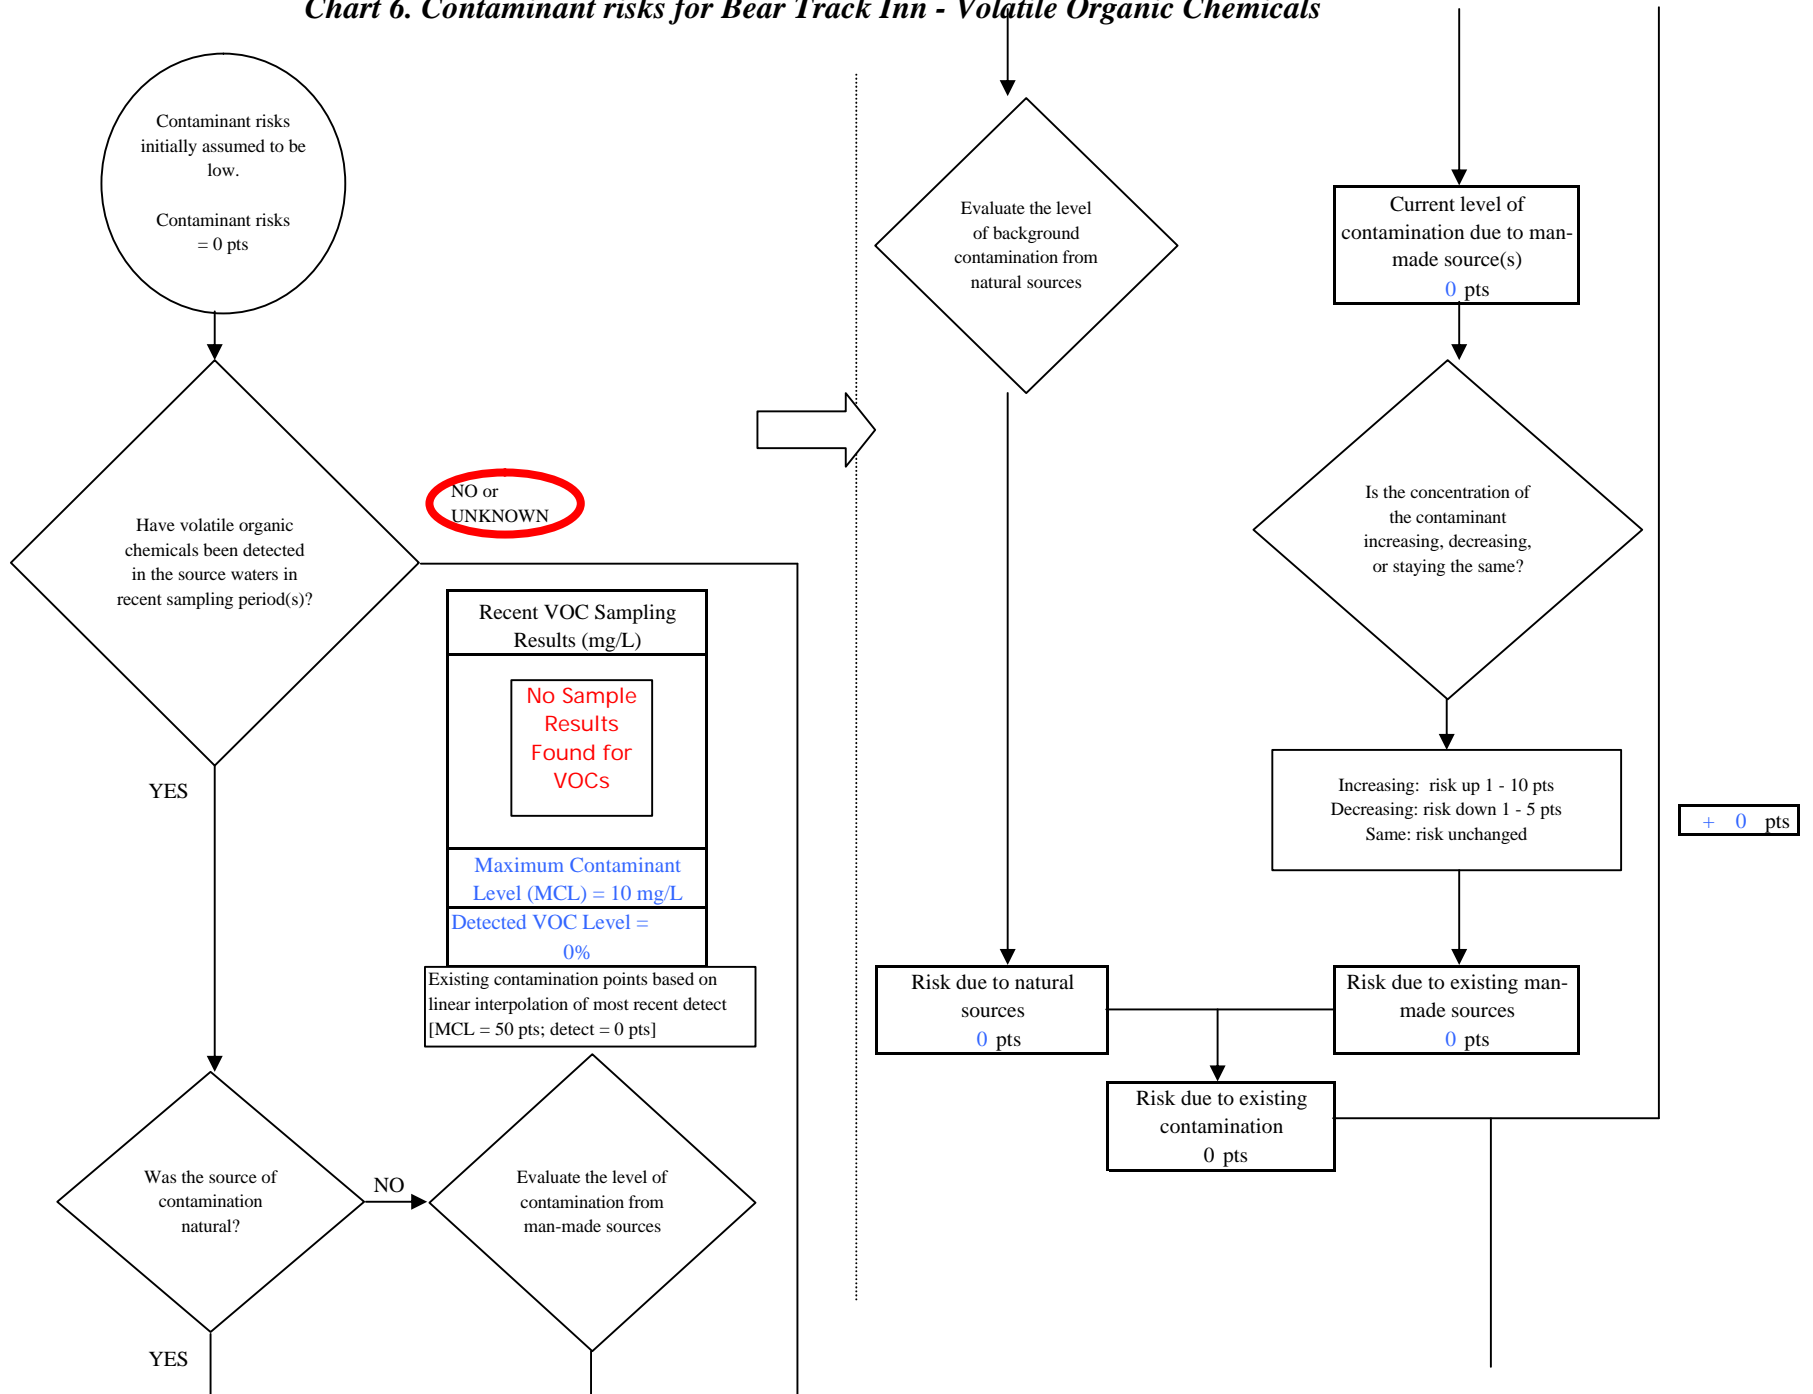 Chart 6. Contaminant risks for Bear Track Inn - Volatile Organic Chemicals
Contaminant risks
initially assumed to be
low.
Contaminant risks
= 0 pts
Have volatile organic
chemicals been detected
in the source waters in
recent sampling period(s)?
NO or
UNKNOWN
YES
Recent VOC Sampling
Results (mg/L)
No Sample
Results
Found for
VOCs
Maximum Contaminant
Level (MCL) = 10 mg/L
Detected VOC Level =
0%
Existing contamination points based on
linear interpolation of most recent detect
[MCL = 50 pts; detect = 0 pts]
Was the source of
contamination
natural?
NO
YES
Evaluate the level of
contamination from
man-made sources
Evaluate the level
of background
contamination from
natural sources
Current level of
contamination due to man-
made source(s)
0 pts
Is the concentration of
the contaminant
increasing, decreasing,
or staying the same?
Increasing: risk up 1 - 10 pts
Decreasing: risk down 1 - 5 pts
Same: risk unchanged
+ 0 pts
Risk due to natural
sources
0 pts
Risk due to existing man-
made sources
0 pts
Risk due to existing
contamination
0 pts